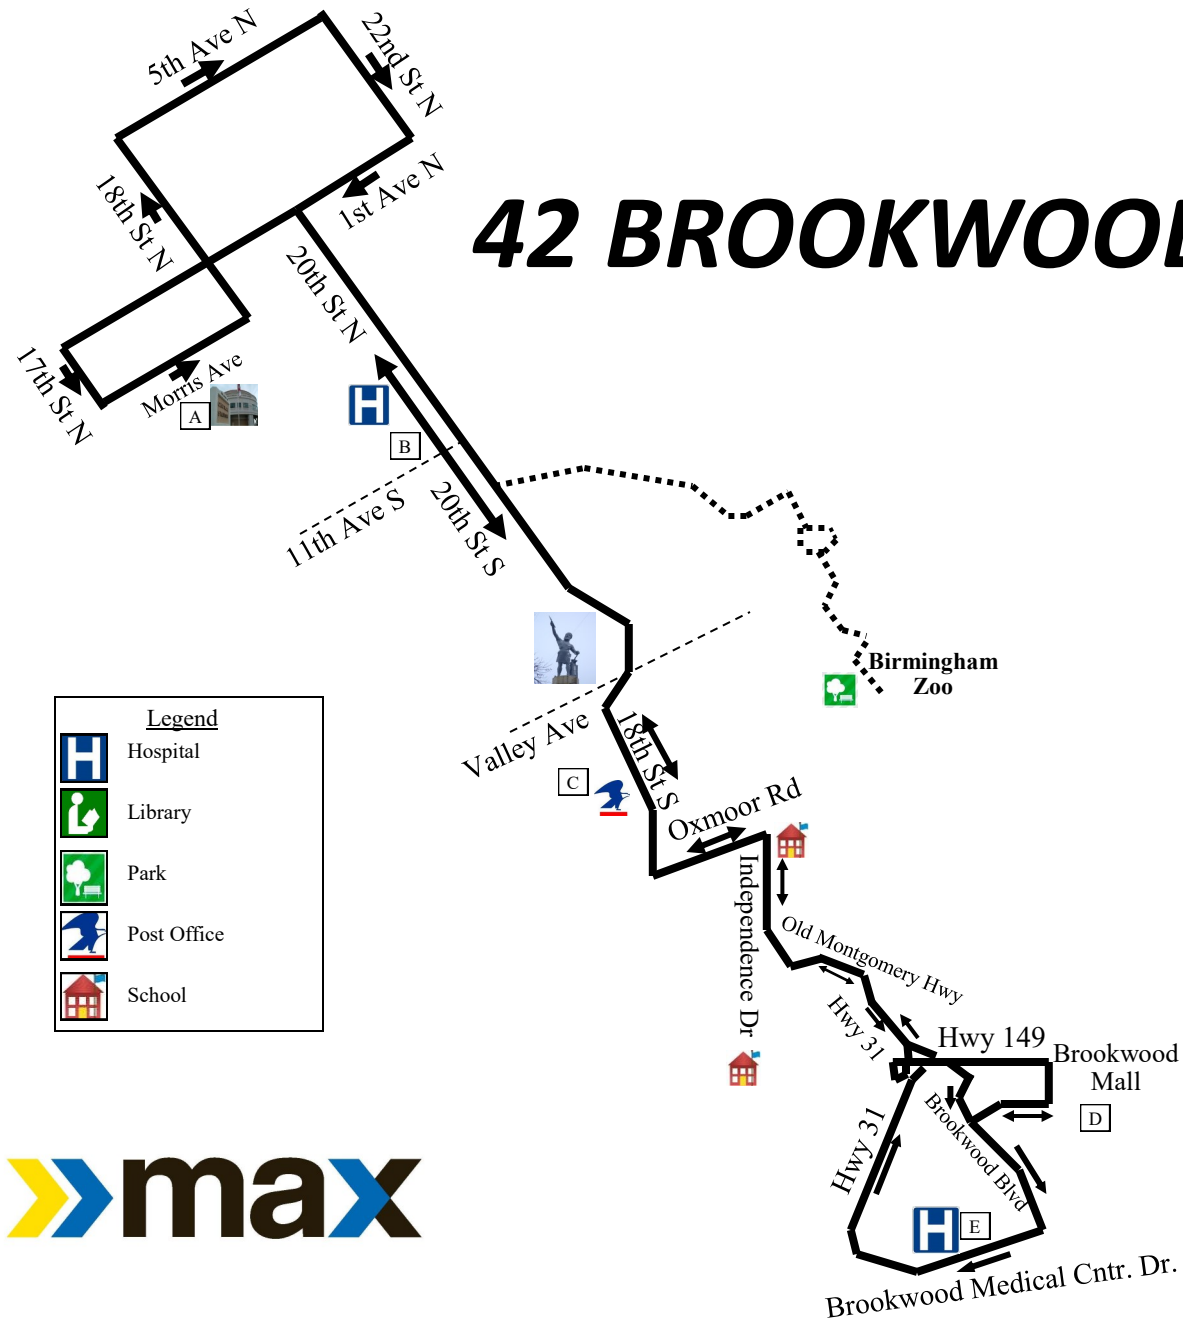 5th Ave N
22nd St N
18th St N
1st Ave N
42 BROOKWOOD
20th St N
17th St N
Morris Ave
A
H
B
11th Ave S
20th St S
Birmingham
Zoo
Valley Ave
18th St S
C
Oxmoor Rd
Independence Dr
Old Montgomery Hwy
Hwy 31
Hwy 149
Brookwood
Mall
D
Brookwood Blvd
Hwy 31
H
E
Brookwood Medical Cntr. Dr.
Legend
H
Hospital
Library
Park
Post Office
School
max